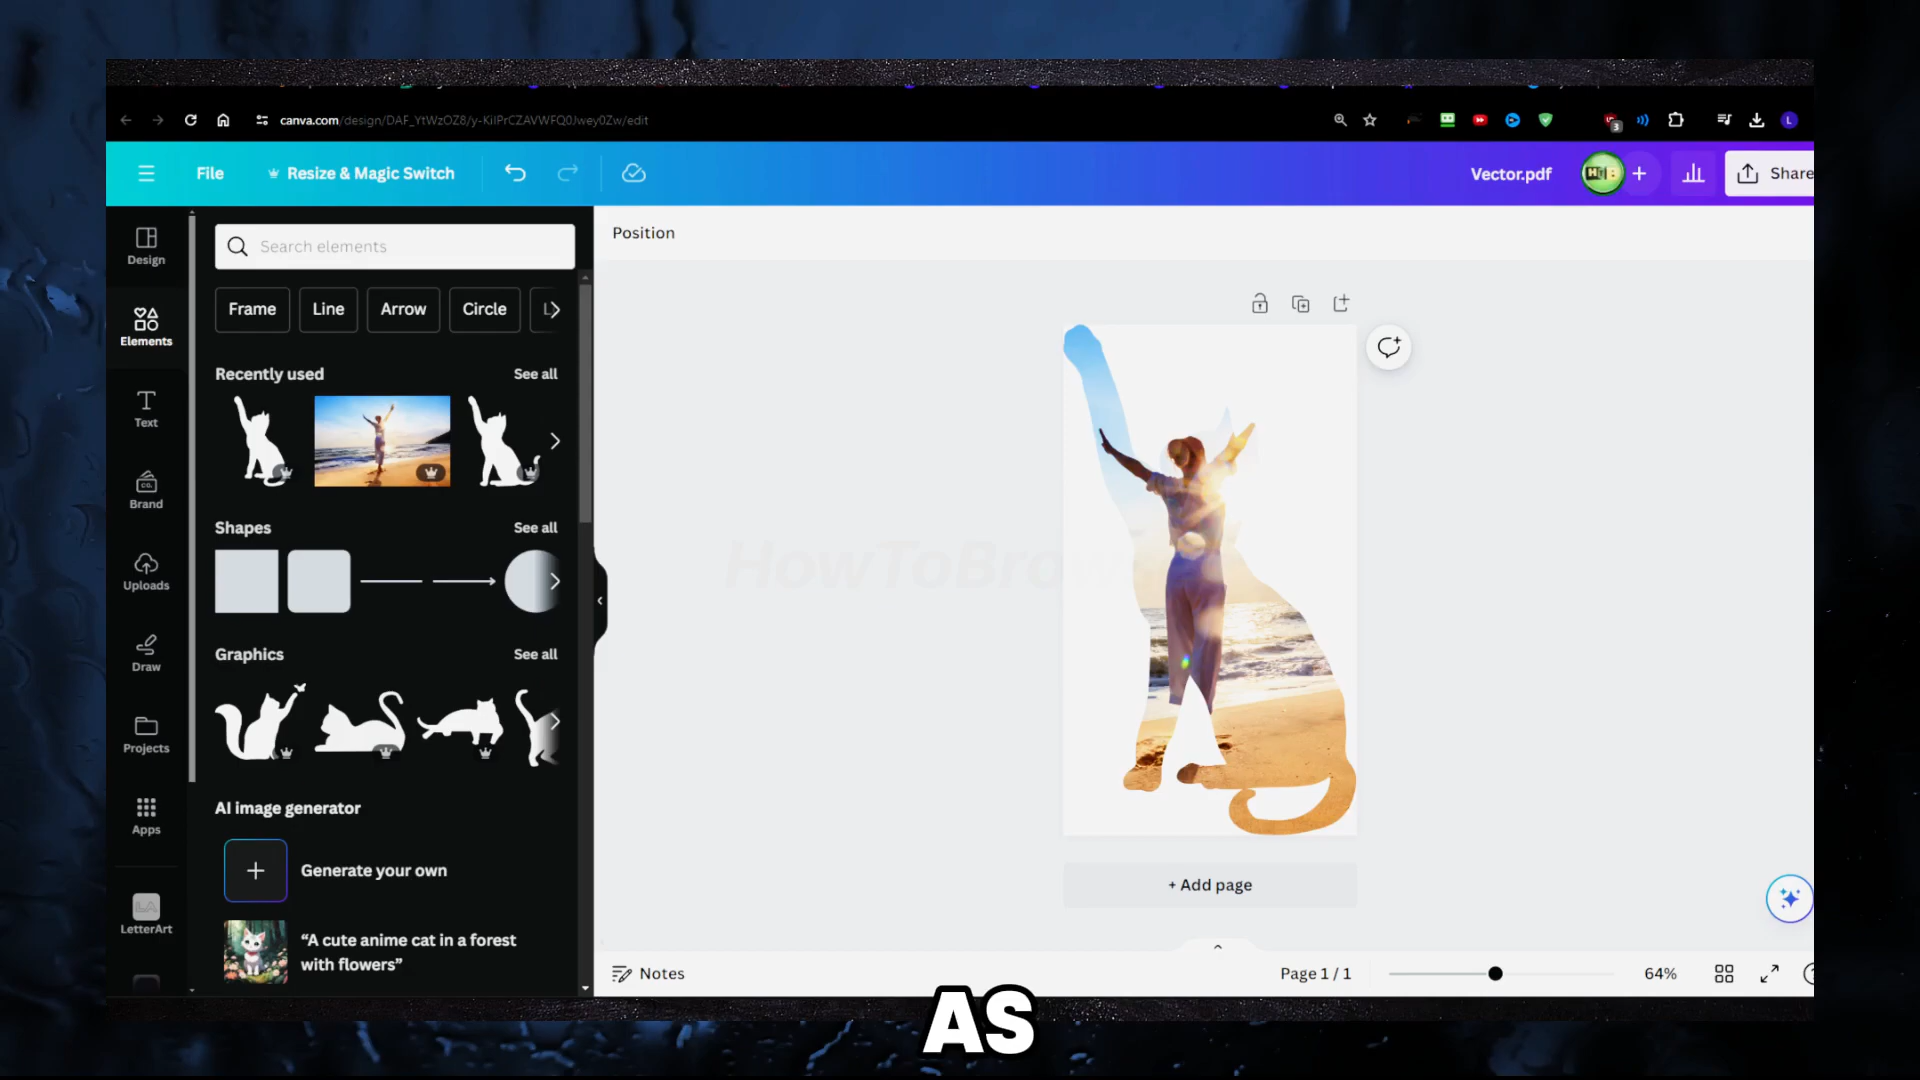 canva.com/design/DAF_YtWzOZ8/y-KiIPrCZAVWFQ0Jwey0Zw/edit
3
L
File
Resize & Magic Switch
Vector.pdf
Share
Design
Elements
Text
Brand
Uploads
Draw
Projects
Apps
LetterArt
Search elements
Frame
Line
Arrow
Circle
Recently used
See all
Shapes
See all
Graphics
See all
AI image generator
Generate your own
“A cute anime cat in a forest
with flowers”
Position
HowToBrow
+ Add page
Notes
Page 1 / 1
64%
AS